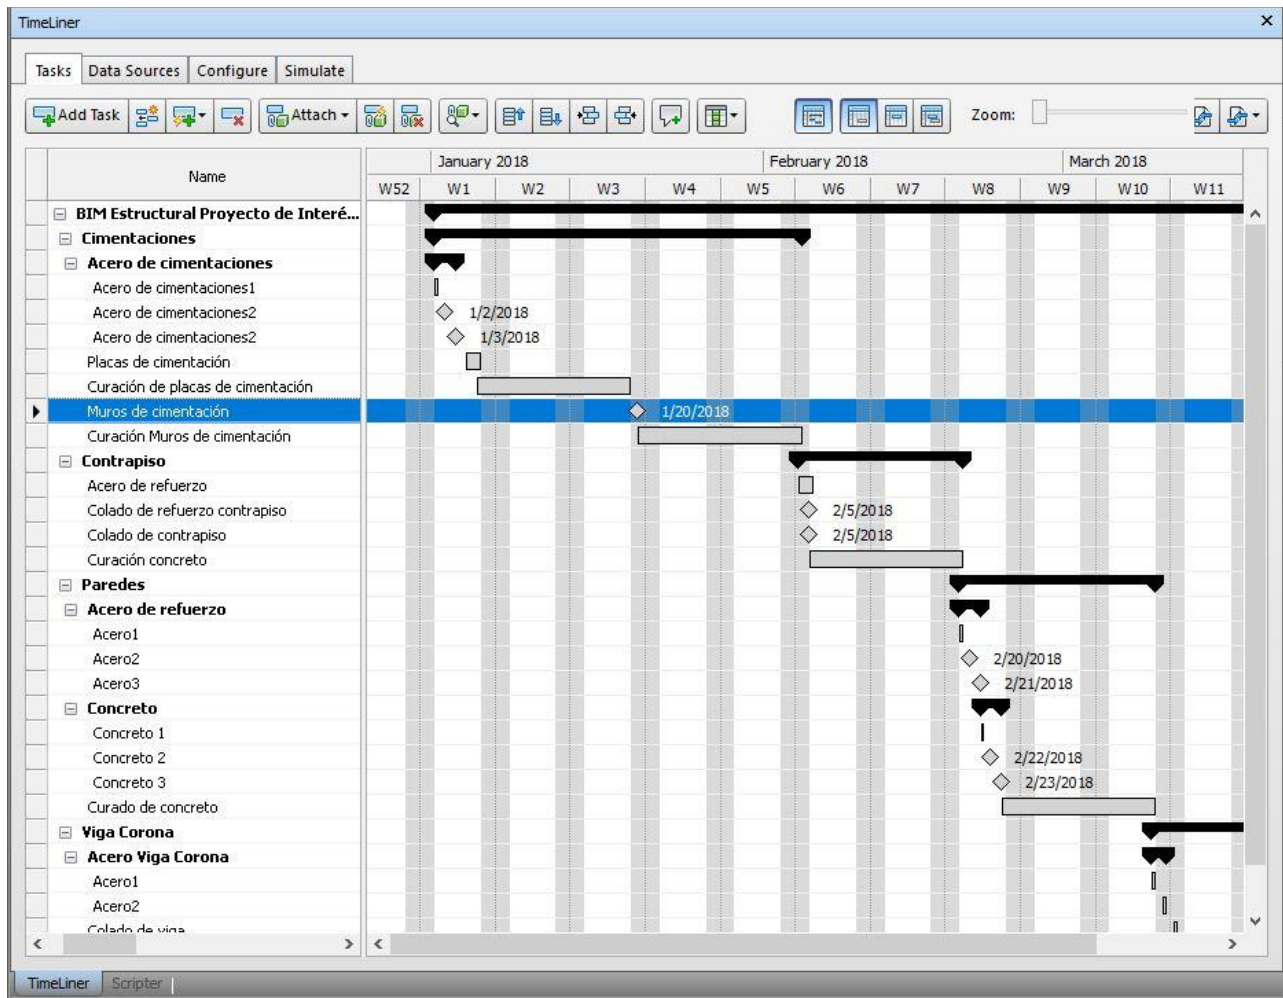 TimeLiner
Tasks Data Sources Configure Simulate
Add Task Attach Zoom:
Name
January 2018 February 2018 March 2018
W52 W1 W2 W3 W4 W5 W6 W7 W8 W9 W10 W11
BIM Estructural Proyecto de Interé...
Cimentaciones
Acero de cimentaciones
Acero de cimentaciones1
Acero de cimentaciones2 1/2/2018
Acero de cimentaciones2 1/3/2018
Placas de cimentación
Curación de placas de cimentación
Muros de cimentación 1/20/2018
Curación Muros de cimentación
Contrapiso
Acero de refuerzo
Colado de refuerzo contrapiso 2/5/2018
Colado de contrapiso 2/5/2018
Curación concreto
Paredes
Acero de refuerzo
Acero1
Acero2 2/20/2018
Acero3 2/21/2018
Concreto
Concreto 1
Concreto 2 2/22/2018
Concreto 3 2/23/2018
Curado de concreto
Viga Corona
Acero Viga Corona
Acero1
Acero2
Colado de viga
TimeLiner Scripter